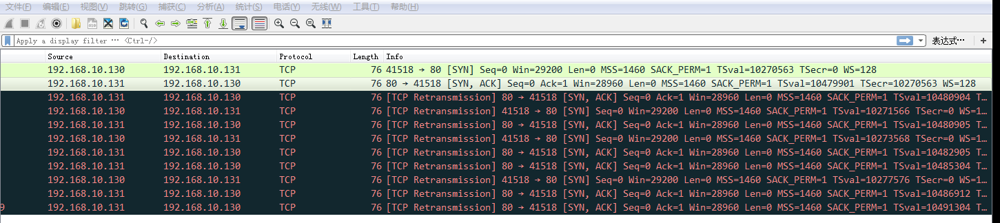 文件(F) 编辑(E) 视图(V) 跳转(G) 捕获(C) 分析(A) 统计(S) 电话(Y) 无线(W) 工具(T) 帮助(H)
Apply a display filter ⋯ <Ctrl-/> 表达式⋯ +
Source Destination Protocol Length Info
192.168.10.130 192.168.10.131 TCP 76 41518 → 80 [SYN] Seq=0 Win=29200 Len=0 MSS=1460 SACK_PERM=1 TSval=10270563 TSecr=0 WS=128
192.168.10.131 192.168.10.130 TCP 76 80 → 41518 [SYN, ACK] Seq=0 Ack=1 Win=28960 Len=0 MSS=1460 SACK_PERM=1 TSval=10479901 TSecr=10270563 WS=128
192.168.10.131 192.168.10.130 TCP 76 [TCP Retransmission] 80 → 41518 [SYN, ACK] Seq=0 Ack=1 Win=28960 Len=0 MSS=1460 SACK_PERM=1 TSval=10480904 T…
192.168.10.130 192.168.10.131 TCP 76 [TCP Retransmission] 41518 → 80 [SYN] Seq=0 Win=29200 Len=0 MSS=1460 SACK_PERM=1 TSval=10271566 TSecr=0 WS=1…
192.168.10.131 192.168.10.130 TCP 76 [TCP Retransmission] 80 → 41518 [SYN, ACK] Seq=0 Ack=1 Win=28960 Len=0 MSS=1460 SACK_PERM=1 TSval=10480905 T…
192.168.10.130 192.168.10.131 TCP 76 [TCP Retransmission] 41518 → 80 [SYN] Seq=0 Win=29200 Len=0 MSS=1460 SACK_PERM=1 TSval=10273568 TSecr=0 WS=1…
192.168.10.131 192.168.10.130 TCP 76 [TCP Retransmission] 80 → 41518 [SYN, ACK] Seq=0 Ack=1 Win=28960 Len=0 MSS=1460 SACK_PERM=1 TSval=10482905 T…
192.168.10.131 192.168.10.130 TCP 76 [TCP Retransmission] 80 → 41518 [SYN, ACK] Seq=0 Ack=1 Win=28960 Len=0 MSS=1460 SACK_PERM=1 TSval=10485304 T…
192.168.10.130 192.168.10.131 TCP 76 [TCP Retransmission] 41518 → 80 [SYN] Seq=0 Win=29200 Len=0 MSS=1460 SACK_PERM=1 TSval=10277576 TSecr=0 WS=1…
192.168.10.131 192.168.10.130 TCP 76 [TCP Retransmission] 80 → 41518 [SYN, ACK] Seq=0 Ack=1 Win=28960 Len=0 MSS=1460 SACK_PERM=1 TSval=10486912 T…
9 192.168.10.131 192.168.10.130 TCP 76 [TCP Retransmission] 80 → 41518 [SYN, ACK] Seq=0 Ack=1 Win=28960 Len=0 MSS=1460 SACK_PERM=1 TSval=10491304 T…